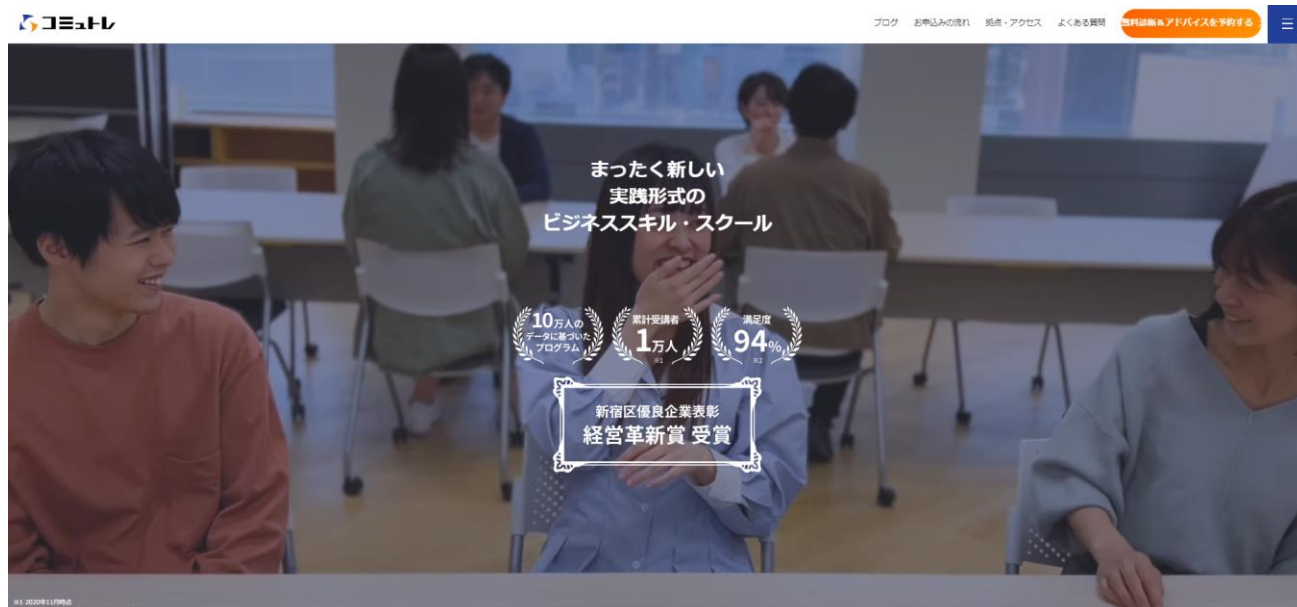 コミュトレ
ブログ お申込みの流れ 拠点・アクセス よくある質問 無料診断&アドバイスを予約する
まったく新しい
実践形式の
ビジネススキル・スクール
10万人の
データに基づいた
プログラム
累計受講者
1万人
※1
満足度
94%
※2
新宿区優良企業表彰
経営革新賞 受賞
※1 2020年11月時点